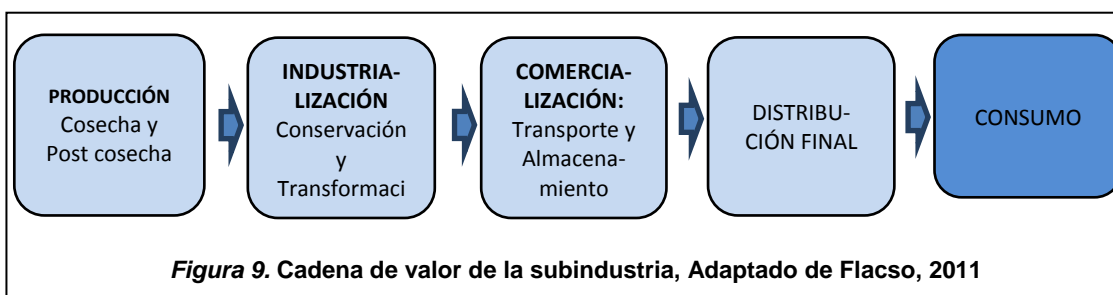 PRODUCCIÓN
Cosecha y
Post cosecha
INDUSTRIA-
LIZACIÓN
Conservación
y
Transformaci
COMERCIA-
LIZACIÓN:
Transporte y
Almacena-
miento
DISTRIBU-
CIÓN FINAL
CONSUMO
Figura 9. Cadena de valor de la subindustria, Adaptado de Flacso, 2011